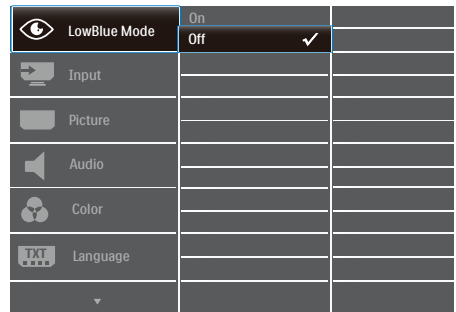 LowBlue Mode
On
Off
Input
Picture
Audio
Color
TXT
Language